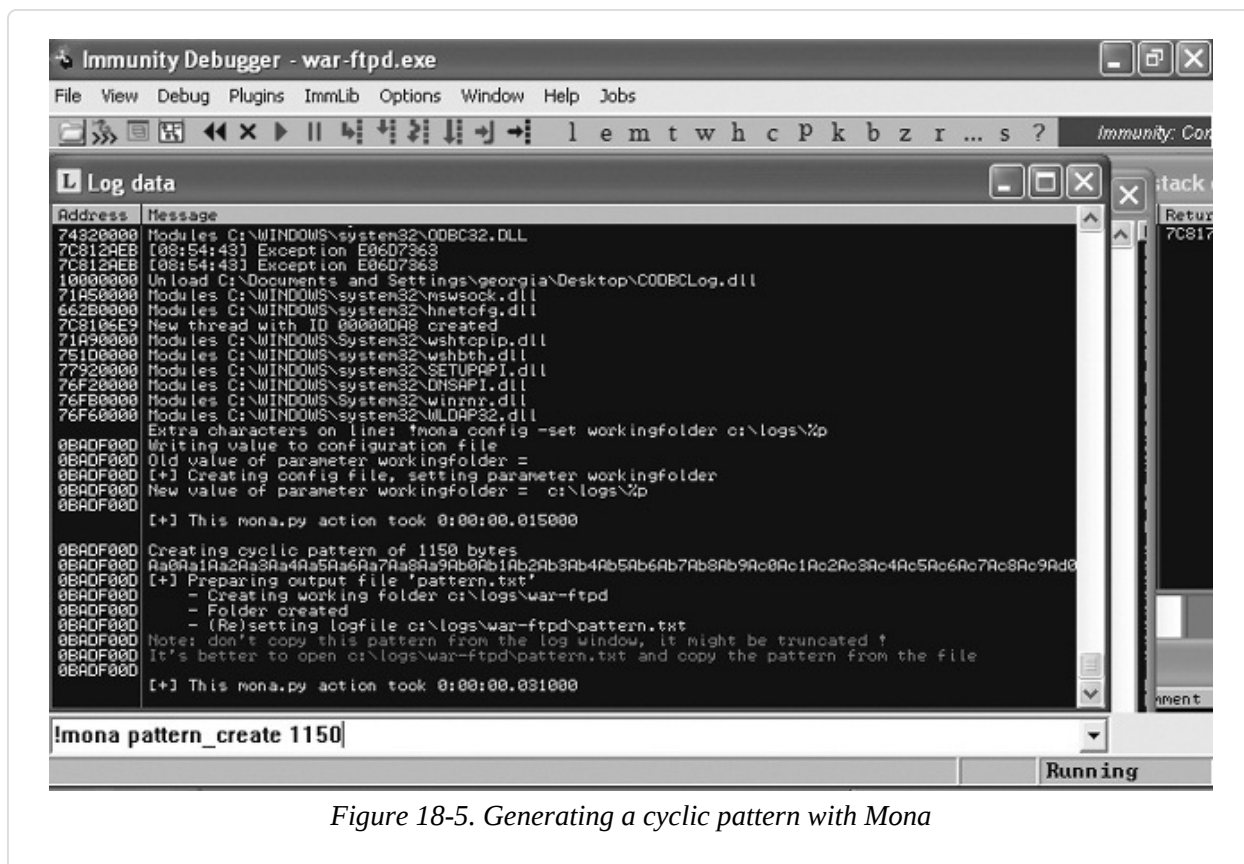 Immunity Debugger - war-ftpd.exe
File View Debug Plugins ImmLib Options Window Help Jobs
l e m t w h c P k b z r ... s ? Immunity: Con
L Log data
stack
Address Message
Retur
74320000 Modules C:\WINDOWS\system32\ODBC32.DLL
7C817
7C812AEB [08:54:43] Exception E06D7363
7C812AEB [08:54:43] Exception E06D7363
10000000 Unload C:\Documents and Settings\georgia\Desktop\CODBCLog.dll
71A50000 Modules C:\WINDOWS\system32\mswsock.dll
662B0000 Modules C:\WINDOWS\system32\hnetcfg.dll
7C8106E9 New thread with ID 00000DA8 created
71A90000 Modules C:\WINDOWS\System32\wshtcpip.dll
751D0000 Modules C:\WINDOWS\system32\wshbth.dll
77920000 Modules C:\WINDOWS\system32\SETUPAPI.dll
76F20000 Modules C:\WINDOWS\system32\DNSAPI.dll
76FB0000 Modules C:\WINDOWS\System32\winrnr.dll
76F60000 Modules C:\WINDOWS\system32\WLDAP32.dll
Extra characters on line: !mona config -set workingfolder c:\logs\%p
0BADF00D Writing value to configuration file
0BADF00D Old value of parameter workingfolder =
0BADF00D [+] Creating config file, setting parameter workingfolder
0BADF00D New value of parameter workingfolder = c:\logs\%p
0BADF00D
[+] This mona.py action took 0:00:00.015000
0BADF00D Creating cyclic pattern of 1150 bytes
0BADF00D Aa0Aa1Aa2Aa3Aa4Aa5Aa6Aa7Aa8Aa9Ab0Ab1Ab2Ab3Ab4Ab5Ab6Ab7Ab8Ab9Ac0Ac1Ac2Ac3Ac4Ac5Ac6Ac7Ac8Ac9Ad0
0BADF00D [+] Preparing output file 'pattern.txt'
0BADF00D - Creating working folder c:\logs\war-ftpd
0BADF00D - Folder created
0BADF00D - (Re)setting logfile c:\logs\war-ftpd\pattern.txt
0BADF00D Note: don't copy this pattern from the log window, it might be truncated !
0BADF00D It's better to open c:\logs\war-ftpd\pattern.txt and copy the pattern from the file
0BADF00D
[+] This mona.py action took 0:00:00.031000
mment
!mona pattern_create 1150
Running
Figure 18-5. Generating a cyclic pattern with Mona